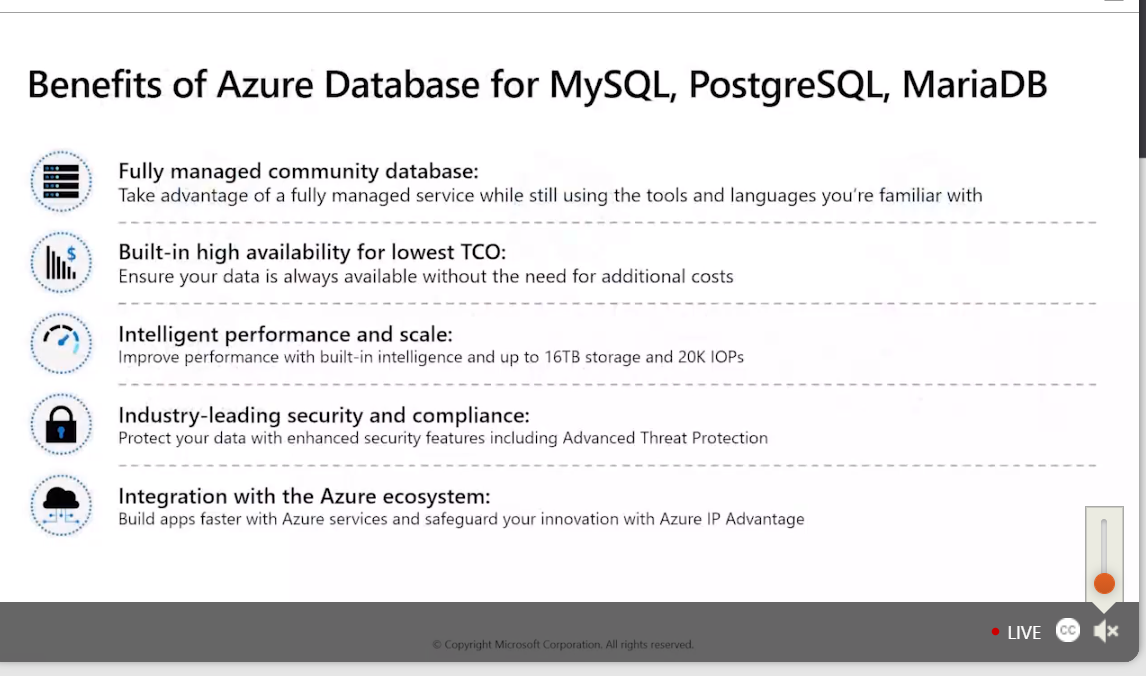 Benefits of Azure Database for MySQL, PostgreSQL, MariaDB
Fully managed community database:
Take advantage of a fully managed service while still using the tools and languages you're familiar with
$
Built-in high availability for lowest TCO:
Ensure your data is always available without the need for additional costs
Intelligent performance and scale:
Improve performance with built-in intelligence and up to 16TB storage and 20K IOPs
Industry-leading security and compliance:
Protect your data with enhanced security features including Advanced Threat Protection
Integration with the Azure ecosystem:
Build apps faster with Azure services and safeguard your innovation with Azure IP Advantage
LIVE
CC
© Copyright Microsoft Corporation. All rights reserved.